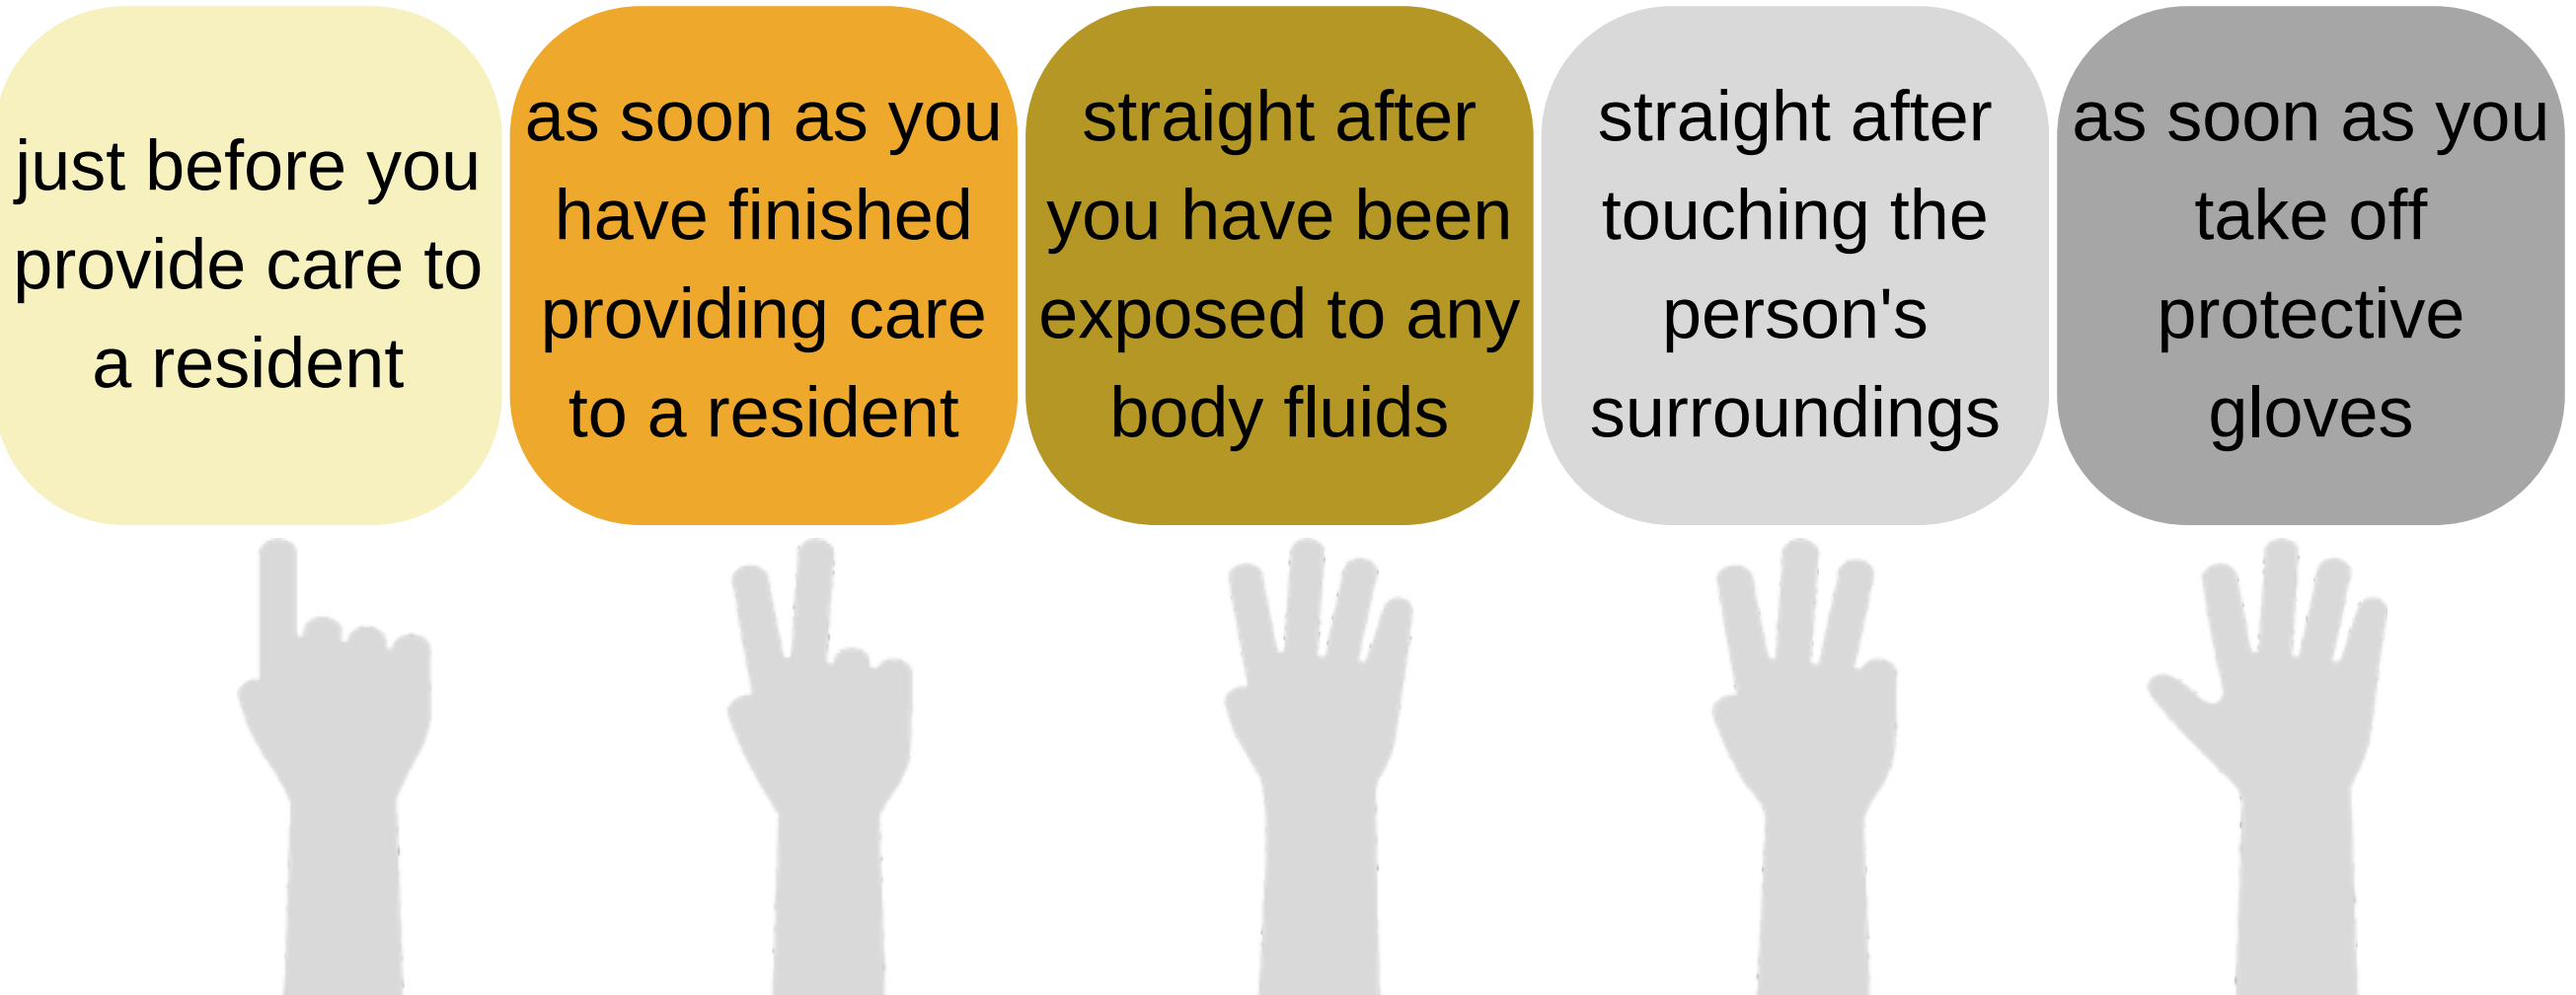 just before you
provide care to
a resident
as soon as you
have finished
providing care
to a resident
straight after
you have been
exposed to any
body fluids
straight after
touching the
person's
surroundings
as soon as you
take off
protective
gloves